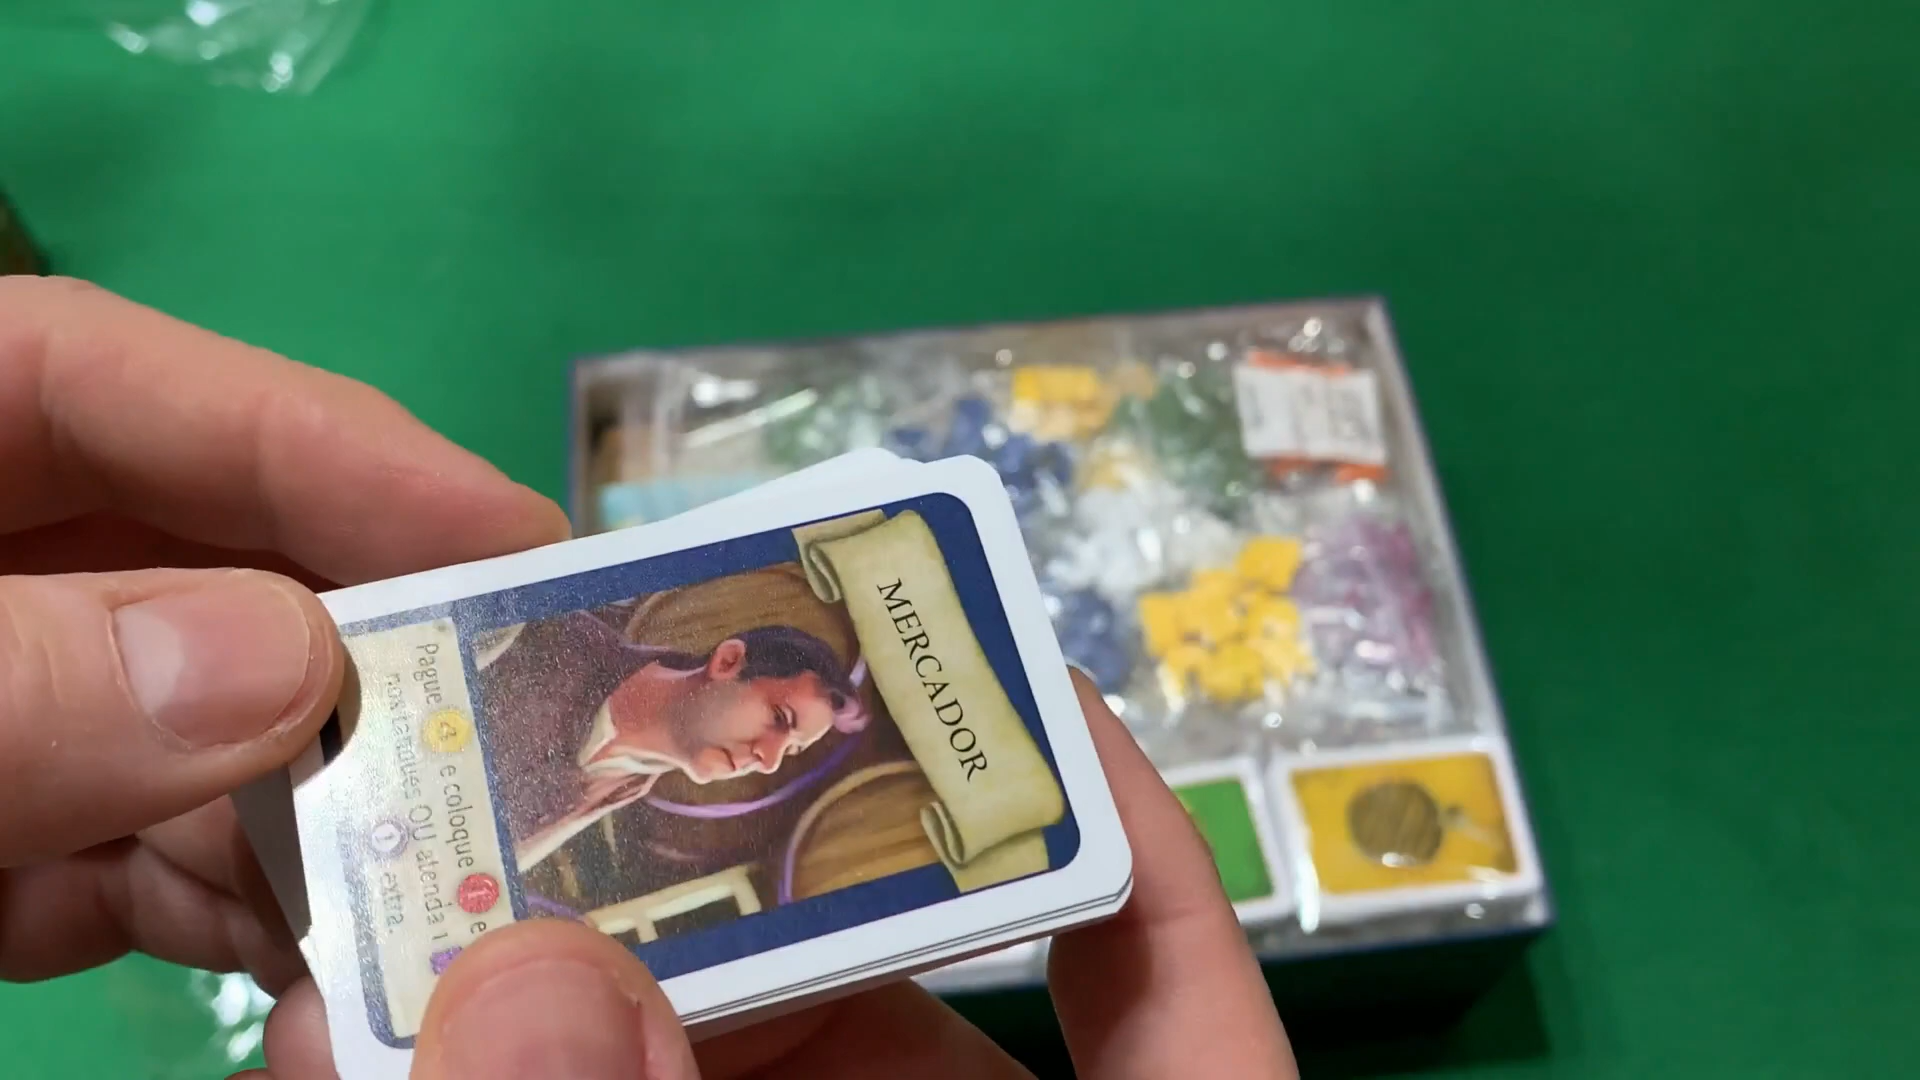 MERCADOR
Pague 4 e coloque 1 e
nos tanques OU atenda 1
1 extra.